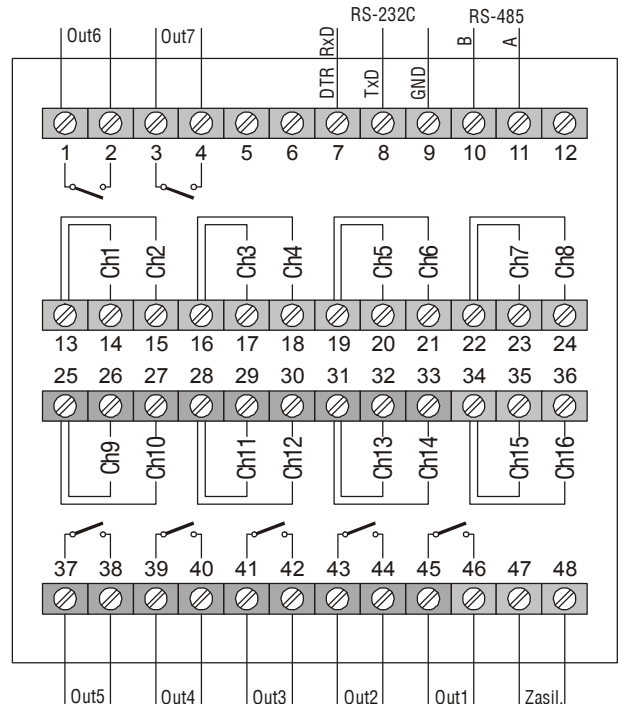 RS-232C RS-485
Out6 Out7
DTR RxD TxD GND B A
1 2 3 4 5 6 7 8 9 10 11 12
Ch1 Ch2 Ch3 Ch4 Ch5 Ch6 Ch7 Ch8
13 14 15 16 17 18 19 20 21 22 23 24
25 26 27 28 29 30 31 32 33 34 35 36
Ch9 Ch10 Ch11 Ch12 Ch13 Ch14 Ch15 Ch16
37 38 39 40 41 42 43 44 45 46 47 48
Out5 Out4 Out3 Out2 Out1 Zasil.